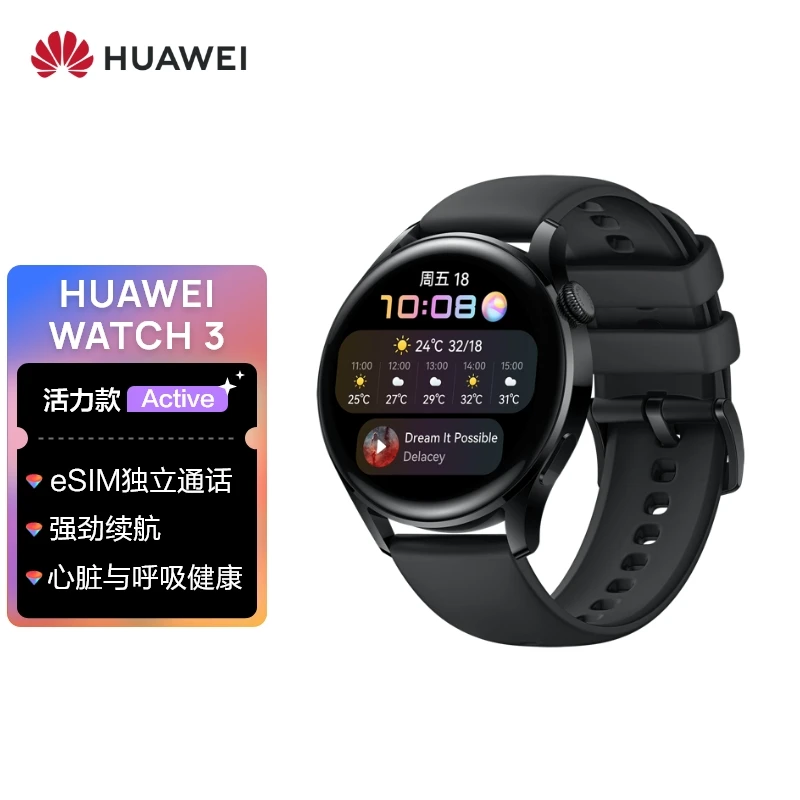 HUAWEI
HUAWEI
WATCH 3
活力款 Active
eSIM独立通话
强劲续航
心脏与呼吸健康
周五 18
10:08
24℃ 32/18
11:00 12:00 13:00 14:00 15:00
25℃ 27℃ 29℃ 32℃ 31℃
Dream It Possible
Delacey